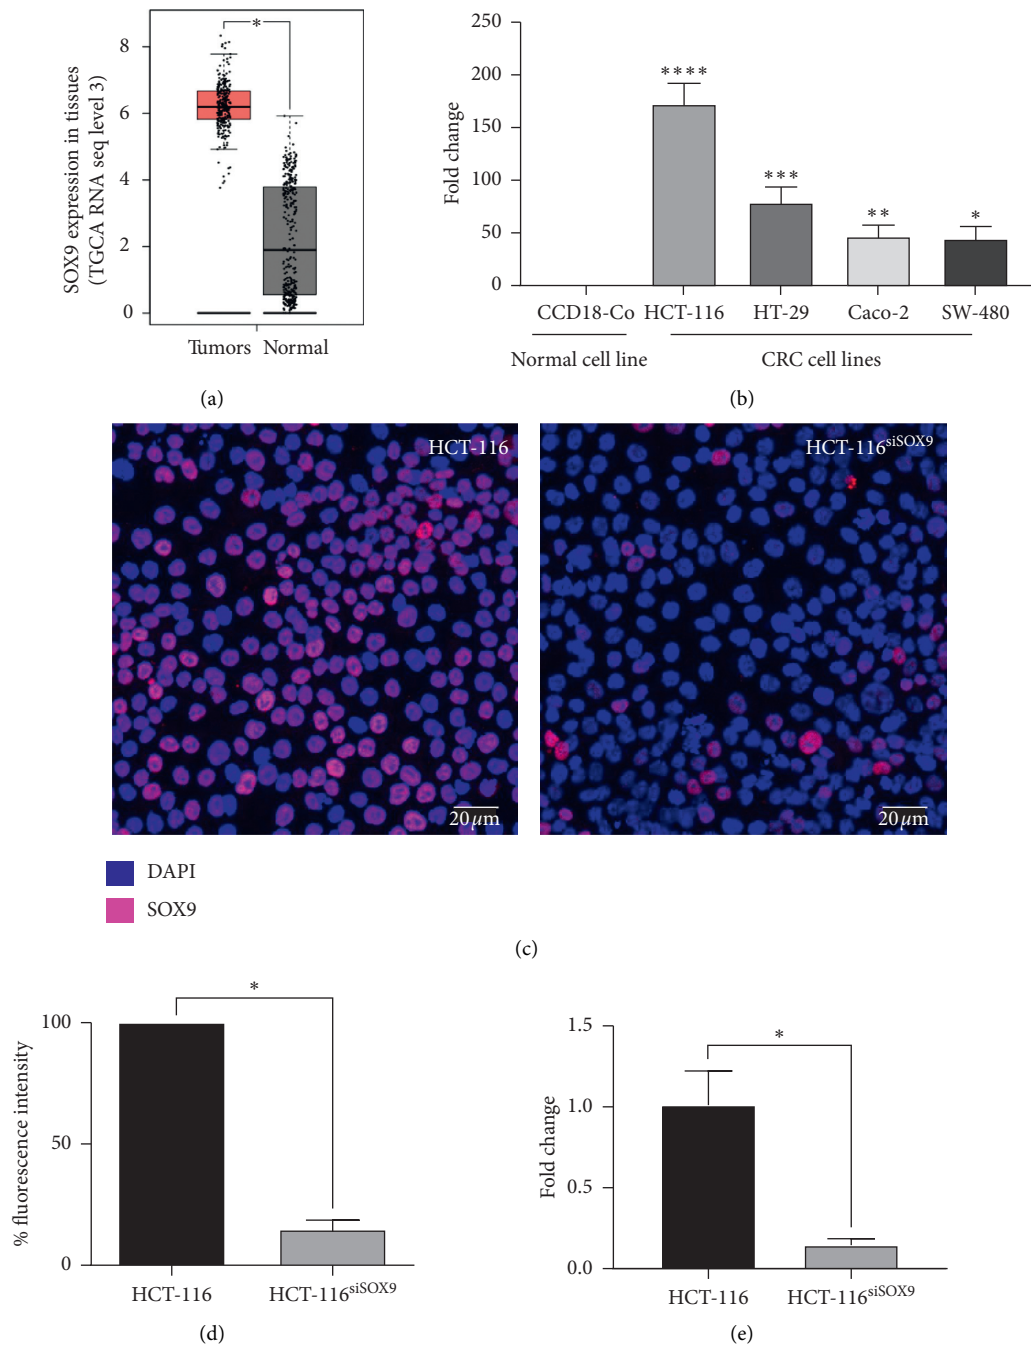 SOX9 expression in tissues
(TGCA RNA seq level 3)
8
6
4
2
0
*
Tumors Normal
(a)
Fold change
250
200
150
100
50
0
****
***
**
*
CCD18-Co HCT-116 HT-29 Caco-2 SW-480
Normal cell line CRC cell lines
(b)
HCT-116
20 µm
HCT-116siSOX9
20 µm
DAPI
SOX9
(c)
% fluorescence intensity
100
50
0
*
HCT-116 HCT-116siSOX9
(d)
Fold change
1.5
1.0
0.5
0.0
*
HCT-116 HCT-116siSOX9
(e)